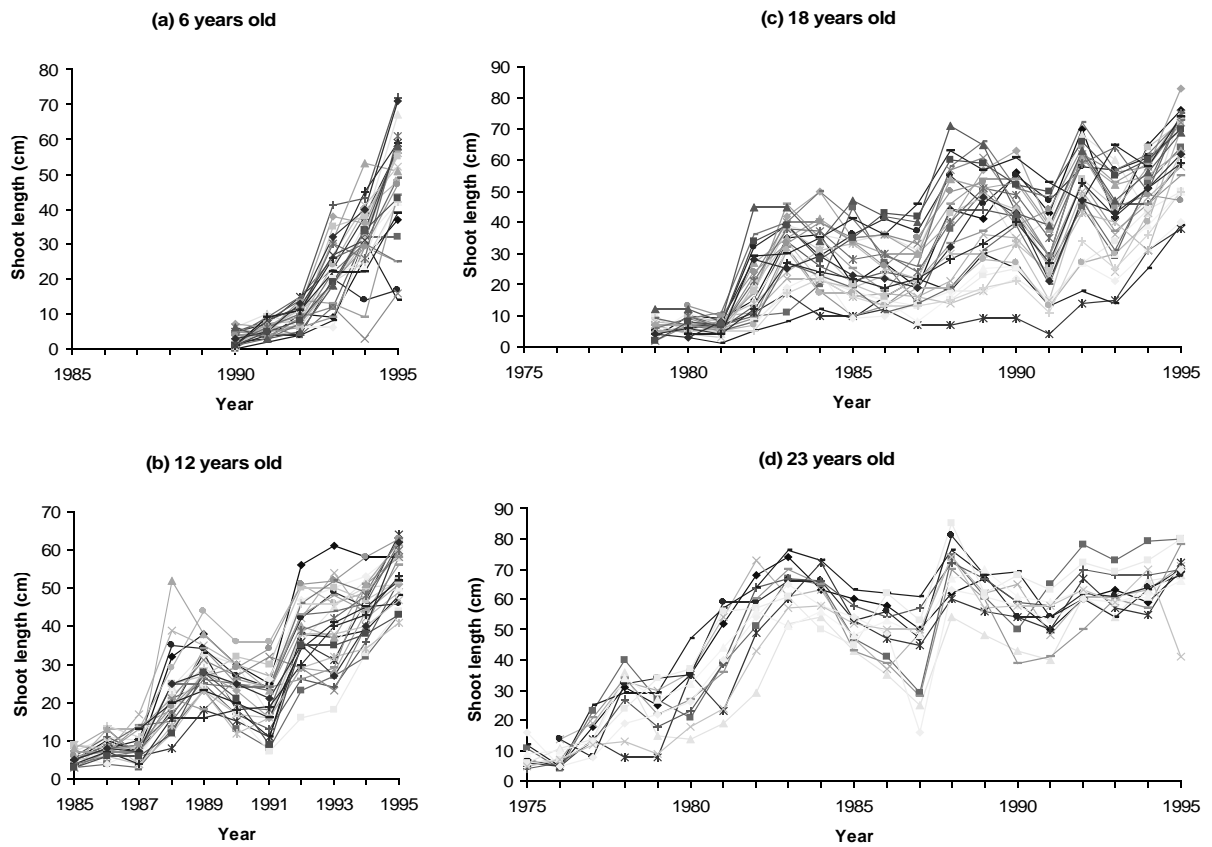 (a) 6 years old
Shoot length (cm)
80
70
60
50
40
30
20
10
0
1985 1990 1995
Year
(c) 18 years old
Shoot length (cm)
90
80
70
60
50
40
30
20
10
0
1975 1980 1985 1990 1995
Year
(b) 12 years old
Shoot length (cm)
70
60
50
40
30
20
10
0
1985 1987 1989 1991 1993 1995
Year
(d) 23 years old
Shoot length (cm)
90
80
70
60
50
40
30
20
10
0
1975 1980 1985 1990 1995
Year